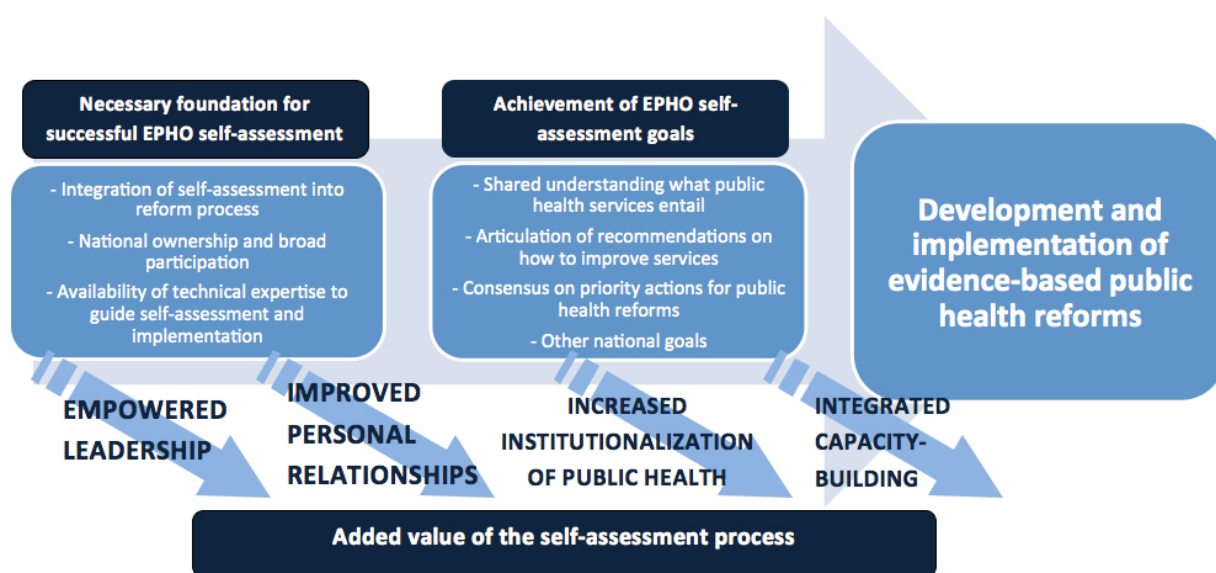 Necessary foundation for
successful EPHO self-assessment
- Integration of self-assessment into
reform process
- National ownership and broad
participation
- Availability of technical expertise to
guide self-assessment and
implementation
Achievement of EPHO self-
assessment goals
- Shared understanding what public
health services entail
- Articulation of recommendations on
how to improve services
- Consensus on priority actions for public
health reforms
- Other national goals
Development and
implementation of
evidence-based public
health reforms
EMPOWERED
LEADERSHIP
IMPROVED
PERSONAL
RELATIONSHIPS
INCREASED
INSTITUTIONALIZATION
OF PUBLIC HEALTH
INTEGRATED
CAPACITY-
BUILDING
Added value of the self-assessment process